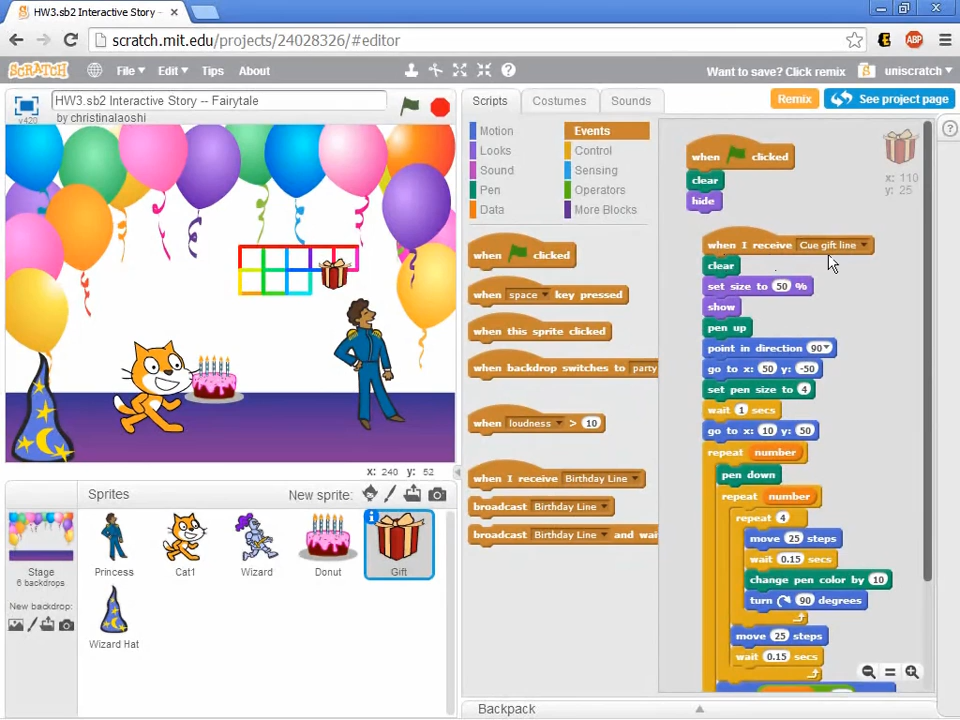 HW3.sb2 Interactive Story -
scratch.mit.edu/projects/24028326/#editor
SCRATCH File Edit Tips About Want to save? Click remix uniscratch
HW3.sb2 Interactive Story -- Fairytale
by christinalaoshi
v420
Scripts Costumes Sounds Remix See project page
Motion Events
Looks Control
Sound Sensing
Pen Operators
Data More Blocks
when clicked
when space key pressed
when this sprite clicked
when backdrop switches to party
when loudness > 10
when I receive Birthday Line
broadcast Birthday Line
broadcast Birthday Line and wait
when clicked
clear
hide
x: 110
y: 25
when I receive Cue gift line
clear
set size to 50 %
show
pen up
point in direction 90
go to x: 50 y: -50
set pen size to 4
wait 1 secs
go to x: 10 y: 50
repeat number
pen down
repeat number
repeat 4
move 25 steps
wait 0.15 secs
change pen color by 10
turn 90 degrees
move 25 steps
wait 0.15 secs
x: 240 y: 52
Sprites New sprite:
Stage
6 backdrops
New backdrop:
Princess Cat1 Wizard Donut Gift
Wizard Hat
Backpack